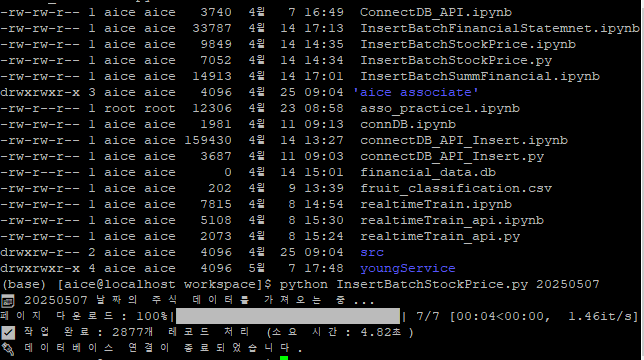 -rw-rw-r-- 1 aice aice 3740 4월 7 16:49 ConnectDB_API.ipynb
-rw-rw-r-- 1 aice aice 33787 4월 14 17:13 InsertBatchFinancialStatemnet.ipynb
-rw-rw-r-- 1 aice aice 9849 4월 14 14:35 InsertBatchStockPrice.ipynb
-rw-rw-r-- 1 aice aice 7052 4월 14 14:34 InsertBatchStockPrice.py
-rw-rw-r-- 1 aice aice 14913 4월 14 17:01 InsertBatchSummFinancial.ipynb
drwxrwxr-x 3 aice aice 4096 4월 25 09:04 'aice associate'
-rw-r--r-- 1 root root 12306 4월 23 08:58 asso_practice1.ipynb
-rw-rw-r-- 1 aice aice 1981 4월 11 09:13 connDB.ipynb
-rw-rw-r-- 1 aice aice 159430 4월 14 13:27 connectDB_API_Insert.ipynb
-rw-rw-r-- 1 aice aice 3687 4월 11 09:03 connectDB_API_Insert.py
-rw-rw-r-- 1 aice aice 0 4월 14 15:01 financial_data.db
-rw-rw-r-- 1 aice aice 202 4월 9 13:39 fruit_classification.csv
-rw-rw-r-- 1 aice aice 7815 4월 8 14:54 realtimeTrain.ipynb
-rw-rw-r-- 1 aice aice 5108 4월 8 15:30 realtimeTrain_api.ipynb
-rw-rw-r-- 1 aice aice 2073 4월 8 15:24 realtimeTrain_api.py
drwxrwxr-- 2 aice aice 4096 4월 25 09:04 src
drwxrwxr-x 4 aice aice 4096 5월 7 17:48 youngService
(base) [aice@localhost workspace]$ python InsertBatchStockPrice.py 20250507
📅 20250507 날짜의 주식 데이터를 가져오는 중...
페이지 다운로드: 100%|██████████| 7/7 [00:04<00:00, 1.46it/s]
✅ 작업 완료: 2877개 레코드 처리 (소요 시간: 4.82초)
🔌 데이터베이스 연결이 종료되었습니다.